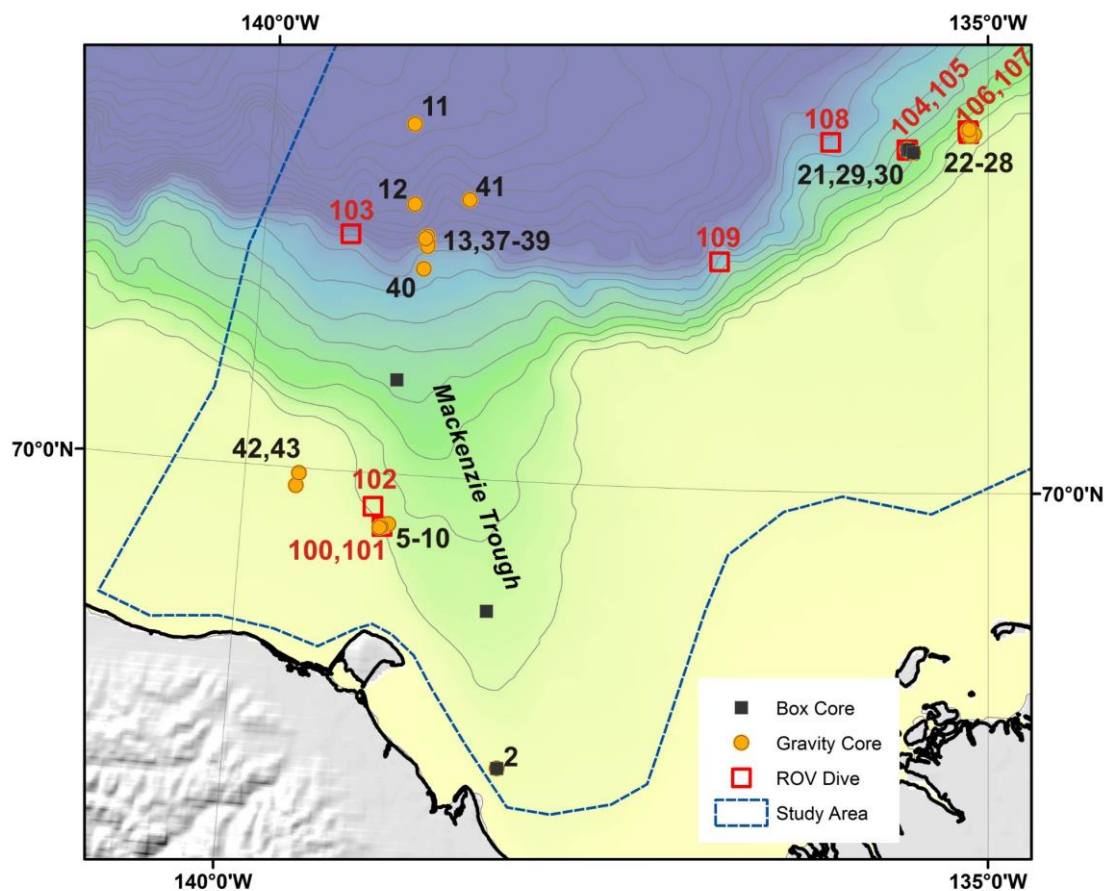 140°0'W
135°0'W
11
108
104,105
106,107
12
41
21,29,30
22-28
103
13,37-39
109
40
Mackenzie Trough
70°0'N
42,43
102
70°0'N
100,101
5-10
2
Box Core
Gravity Core
ROV Dive
Study Area
140°0'W
135°0'W